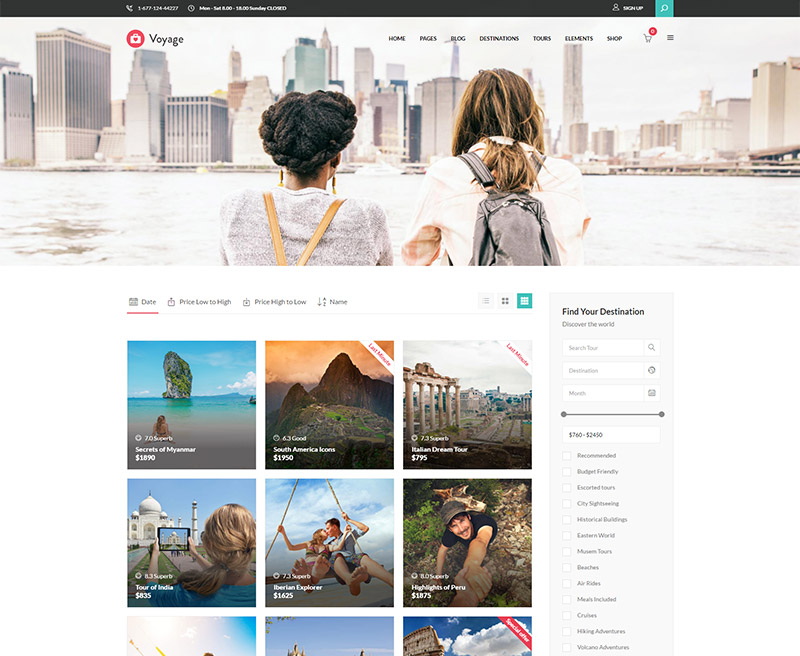 1-677-124-44227
Mon - Sat 8.00 - 18.00 Sunday CLOSED
SIGN UP
Voyage
HOME
PAGES
BLOG
DESTINATIONS
TOURS
ELEMENTS
SHOP
0
Date
Price Low to High
Price High to Low
Name
Last Minute
Last Minute
7.0 Superb
Secrets of Myanmar
$1890
6.3 Good
South America Icons
$1950
7.3 Superb
Italian Dream Tour
$795
8.3 Superb
Tour of India
$835
7.3 Superb
Iberian Explorer
$1625
8.0 Superb
Highlights of Peru
$1875
Special offer
Find Your Destination
Discover the world
Search Tour
Destination
Month
$760 - $2450
Recommended
Budget Friendly
Escorted tours
City Sightseeing
Historical Buildings
Eastern World
Musem Tours
Beaches
Air Rides
Meals Included
Cruises
Hiking Adventures
Volcano Adventures